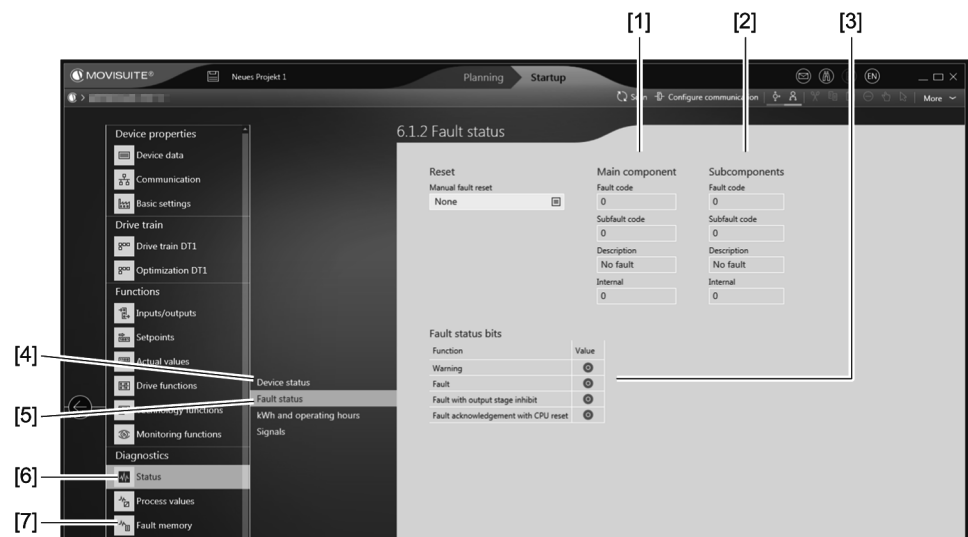 [1] [2] [3]
MOVISUITE®
Neues Projekt 1
Planning Startup
EN
Configure communication
More
Device properties
Device data
Communication
Basic settings
Drive train
Drive train DT1
Optimization DT1
Functions
Inputs/outputs
Setpoints
Actual values
Drive functions
functions
Monitoring functions
Diagnostics
Status
Process values
Fault memory
[4]
[5]
[6]
[7]
Device status
Fault status
kWh and operating hours
Signals
6.1.2 Fault status
Reset
Manual fault reset
None
Main component
Fault code
0
Subfault code
0
Description
No fault
Internal
0
Subcomponents
Fault code
0
Subfault code
0
Description
No fault
Internal
0
Fault status bits
Function Value
Warning
Fault
Fault with output stage inhibit
Fault acknowledgement with CPU reset